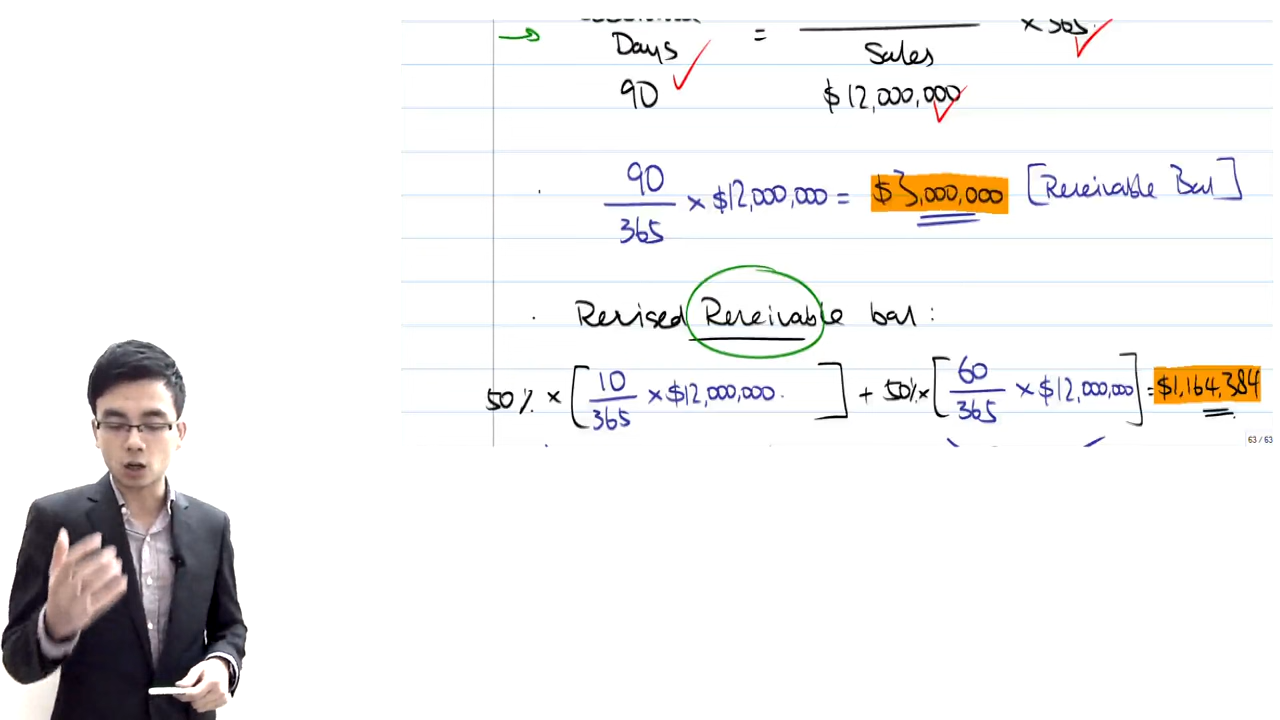 × 365
Days = Sales
90 $12,000,000
90/365 × $12,000,000 = $3,000,000 [Receivable Bal]
Revised Receivable bal :
50% × [10/365 × $12,000,000] + 50% × [60/365 × $12,000,000] = $1,164,384
63 / 63